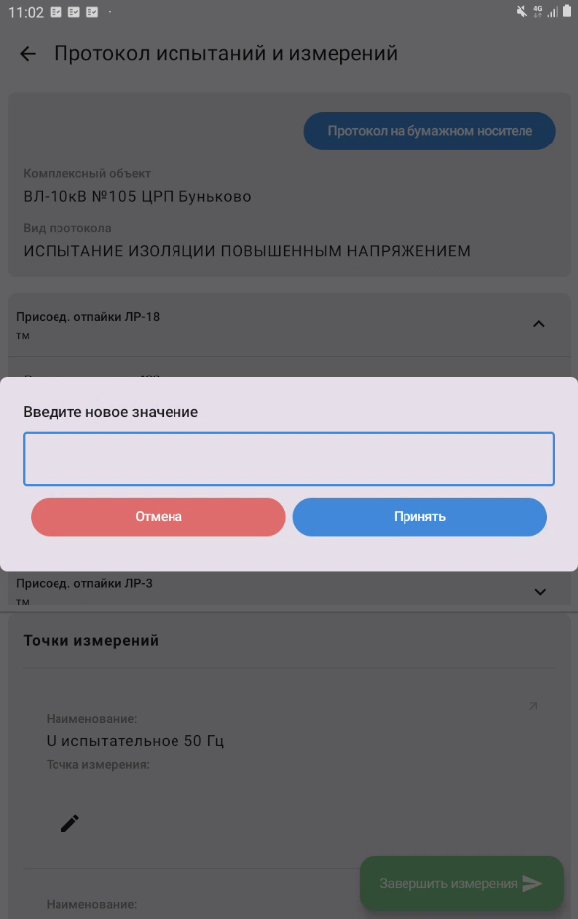 11:02
4G
Протокол испытаний и измерений
Протокол на бумажном носителе
Комплексный объект
ВЛ-10кВ №105 ЦРП Буньково
Вид протокола
ИСПЫТАНИЕ ИЗОЛЯЦИИ ПОВЫШЕННЫМ НАПРЯЖЕНИЕМ
Присоед. отпайки ЛР-18
ТМ
Введите новое значение
Отмена
Принять
Присоед. отпайки ЛР-3
ТМ
Точки измерений
Наименование:
U испытательное 50 Гц
Точка измерения:
Завершить измерения
Наименование: